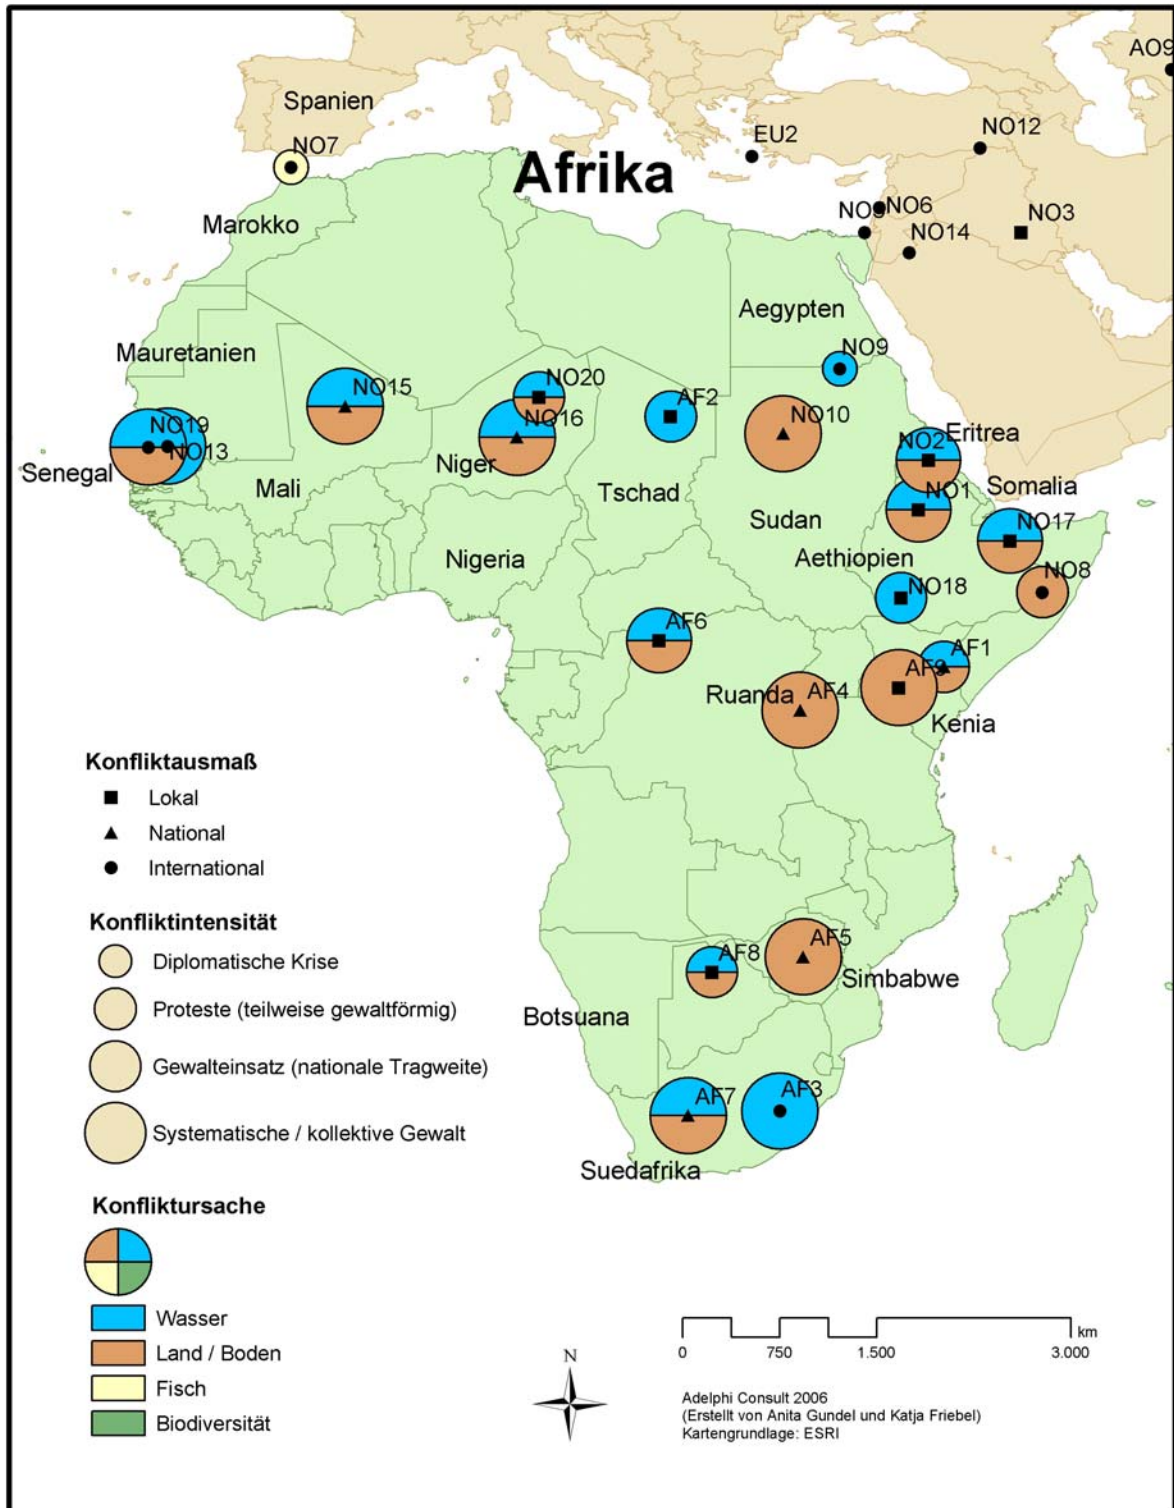 AO9
Spanien
NO7
EU2
NO12
Afrika
Marokko
NO6
NO3
NO14
Aegypten
Mauretanien
NO9
NO15
NO20
AF2
NO10
NO19
NO16
NO2
Eritrea
NO13
Senegal
Mali
Niger
Tschad
Somalia
NO1
Sudan
NO17
Nigeria
Aethiopien
NO8
NO18
AF6
AF1
Ruanda
AF4
Kenia
Konfliktausmaß
Lokal
National
International
Konfliktintensität
Diplomatische Krise
Proteste (teilweise gewaltförmig)
Gewalteinsatz (nationale Tragweite)
Systematische / kollektive Gewalt
AF5
AF8
Simbabwe
Botsuana
AF7
AF3
Suedafrika
Konfliktursache
Wasser
Land / Boden
Fisch
Biodiversität
N
km
0 750 1.500 3.000
Adelphi Consult 2006
(Erstellt von Anita Gundel und Katja Friebel)
Kartengrundlage: ESRI